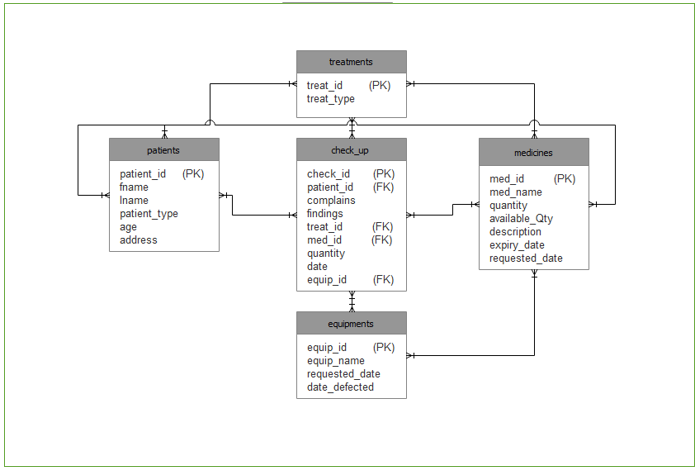 treatments
treat_id (PK)
treat_type
patients
patient_id (PK)
fname
lname
patient_type
age
address
check_up
check_id (PK)
patient_id (FK)
complains
findings
treat_id (FK)
med_id (FK)
quantity
date
equip_id (FK)
medicines
med_id (PK)
med_name
quantity
available_Qty
description
expiry_date
requested_date
equipments
equip_id (PK)
equip_name
requested_date
date_defected